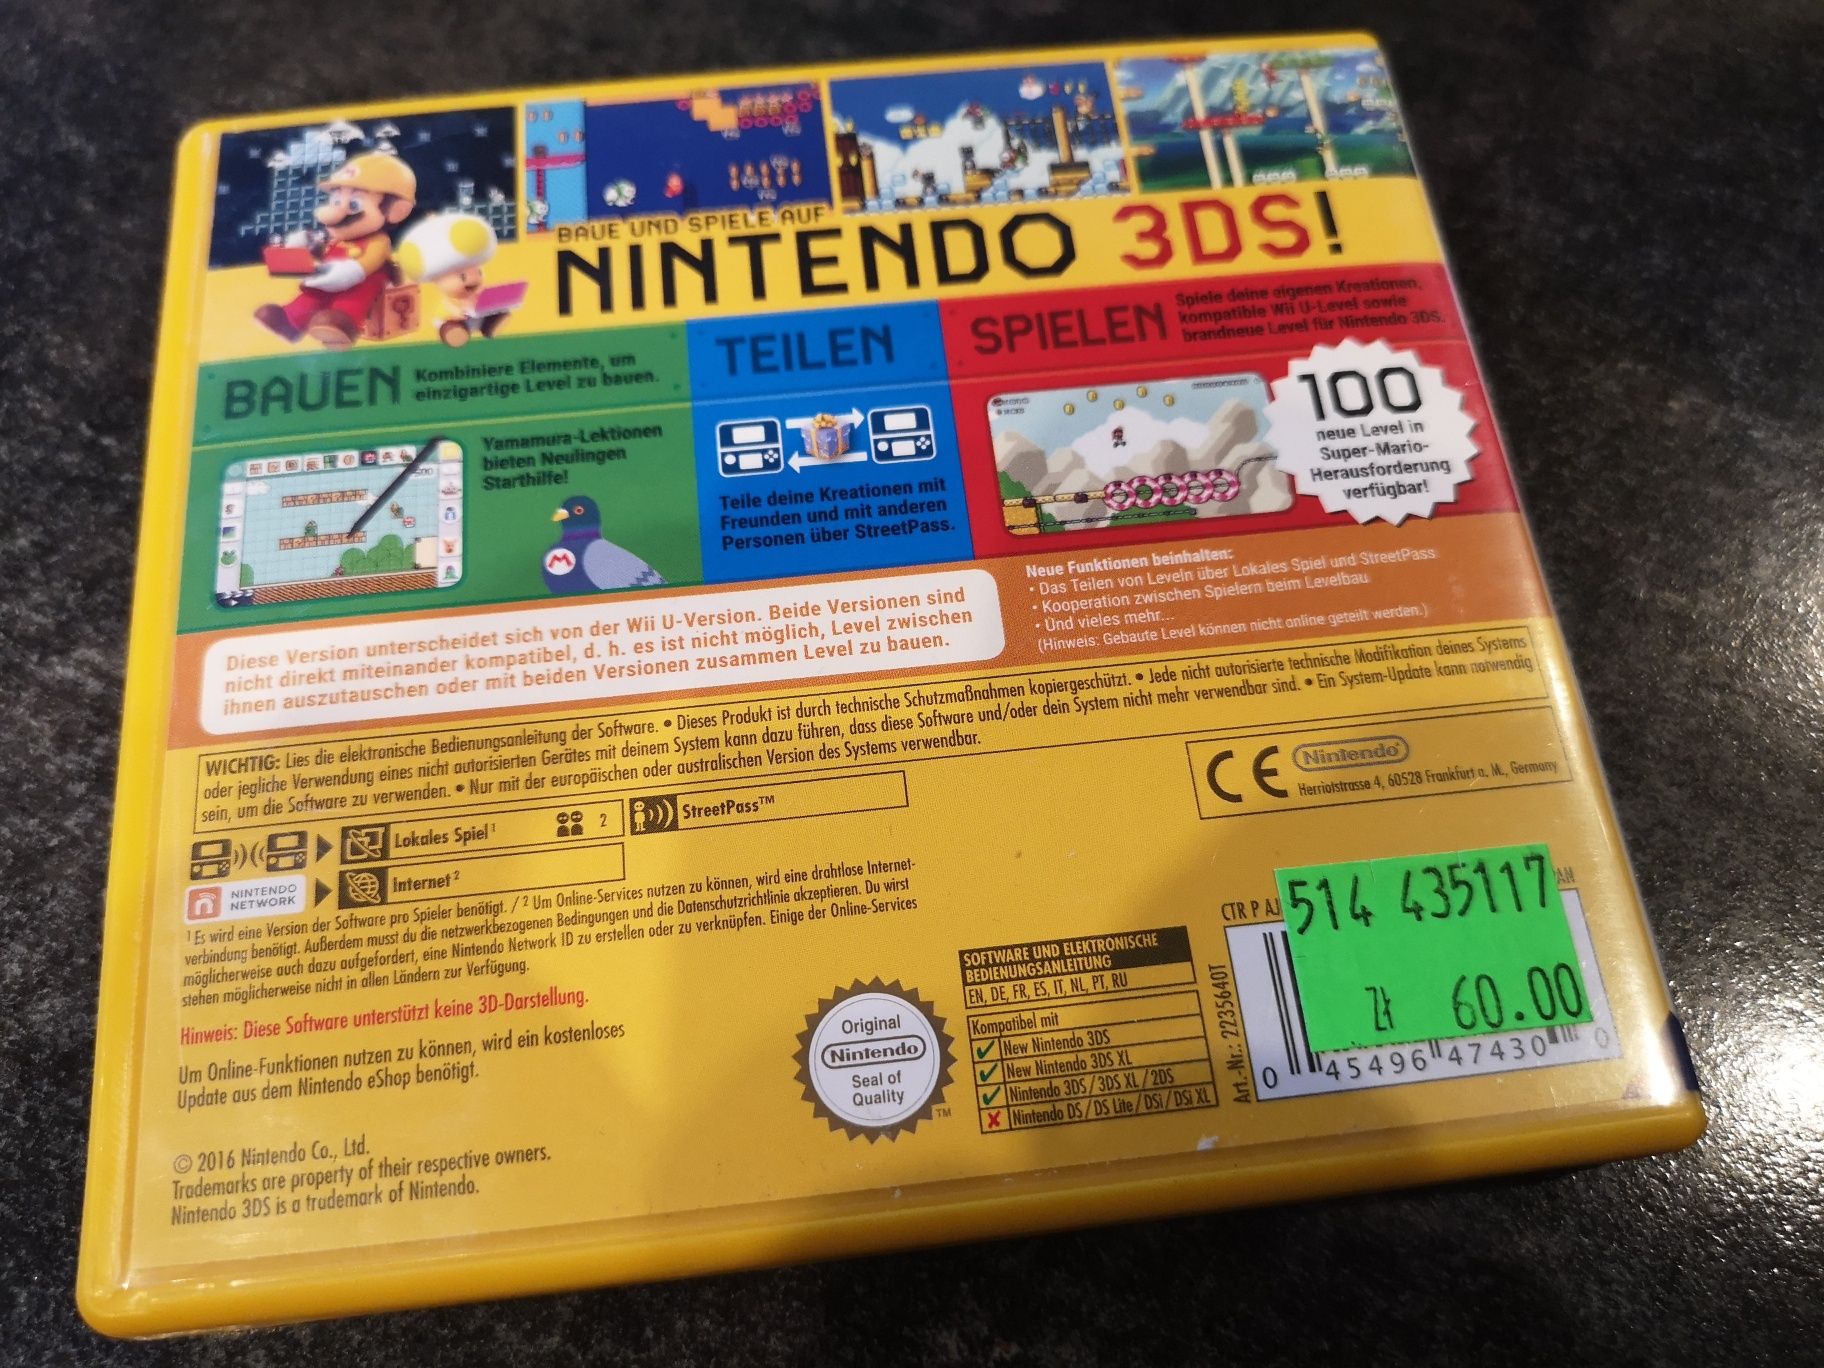 BAUE UND SPIELE AUF
NINTENDO 3DS!
BAUEN
Kombiniere Elemente, um
einzigartige Level zu bauen.
Yamamura-Lektionen
bieten Neulingen
Starthilfe!
TEILEN
Teile deine Kreationen mit
Freunden und mit anderen
Personen über StreetPass.
SPIELEN
Spiele deine eigenen Kreationen,
kompatible Wii U-Level sowie
brandneue Level für Nintendo 3DS.
100
neue Level in
Super-Mario-
Herausforderung
verfügbar!
Diese Version unterscheidet sich von der Wii U-Version. Beide Versionen sind
nicht direkt miteinander kompatibel, d. h. es ist nicht möglich, Level zwischen
ihnen auszutauschen oder mit beiden Versionen zusammen Level zu bauen.
Neue Funktionen beinhalten:
• Das Teilen von Leveln über Lokales Spiel und StreetPass
• Kooperation zwischen Spielern beim Levelbau
• Und vieles mehr...
(Hinweis: Gebaute Level können nicht online geteilt werden.)
WICHTIG: Lies die elektronische Bedienungsanleitung der Software. • Dieses Produkt ist durch technische Schutzmaßnahmen kopiergeschützt. • Jede nicht autorisierte technische Modifikation deines Systems
oder jegliche Verwendung eines nicht autorisierten Gerätes mit deinem System kann dazu führen, dass diese Software und/oder dein System nicht mehr verwendbar sind. • Ein System-Update kann notwendig
sein, um die Software zu verwenden. • Nur mit der europäischen oder australischen Version des Systems verwendbar.
Lokales Spiel¹ 2
StreetPass™
NINTENDO
NETWORK
Internet²
CE
Nintendo
Herriotstrasse 4, 60528 Frankfurt a. M., Germany
¹ Es wird eine Version der Software pro Spieler benötigt. / ² Um Online-Services nutzen zu können, wird eine drahtlose Internet-
verbindung benötigt. Außerdem musst du die netzwerkbezogenen Bedingungen und die Datenschutzrichtlinie akzeptieren. Du wirst
möglicherweise auch dazu aufgefordert, eine Nintendo Network ID zu erstellen oder zu verknüpfen. Einige der Online-Services
stehen möglicherweise nicht in allen Ländern zur Verfügung.
Hinweis: Diese Software unterstützt keine 3D-Darstellung.
Um Online-Funktionen nutzen zu können, wird ein kostenloses
Update aus dem Nintendo eShop benötigt.
© 2016 Nintendo Co., Ltd.
Trademarks are property of their respective owners.
Nintendo 3DS is a trademark of Nintendo.
Original
Nintendo
Seal of
Quality
TM
SOFTWARE UND ELEKTRONISCHE
BEDIENUNGSANLEITUNG
EN, DE, FR, ES, IT, NL, PT, RU
Kompatibel mit
New Nintendo 3DS
New Nintendo 3DS XL
Nintendo 3DS / 3DS XL / 2DS
Nintendo DS / DS Lite / DSi / DSi XL
Art.-Nr.: 2235640T
CTR P AJ
514 435117
zł 60.00
0 45496 47430 0